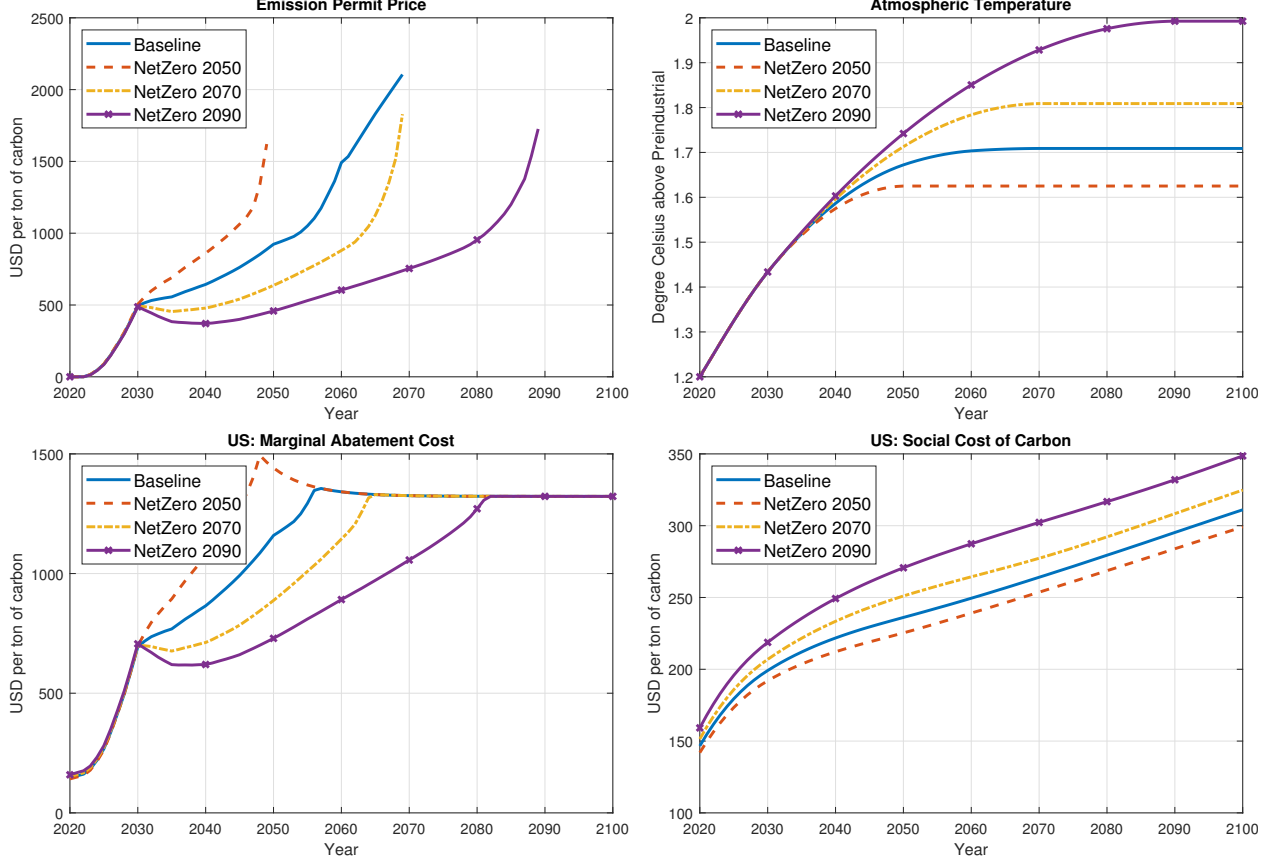 Emission Permit Price
2500
2000
1500
1000
500
0
USD per ton of carbon
Baseline
NetZero 2050
NetZero 2070
NetZero 2090
2020 2030 2040 2050 2060 2070 2080 2090 2100
Year
Atmospheric Temperature
2
1.9
1.8
1.7
1.6
1.5
1.4
1.3
1.2
Degree Celsius above Preindustrial
Baseline
NetZero 2050
NetZero 2070
NetZero 2090
2020 2030 2040 2050 2060 2070 2080 2090 2100
Year
US: Marginal Abatement Cost
1500
1000
500
0
USD per ton of carbon
Baseline
NetZero 2050
NetZero 2070
NetZero 2090
2020 2030 2040 2050 2060 2070 2080 2090 2100
Year
US: Social Cost of Carbon
350
300
250
200
150
100
USD per ton of carbon
Baseline
NetZero 2050
NetZero 2070
NetZero 2090
2020 2030 2040 2050 2060 2070 2080 2090 2100
Year